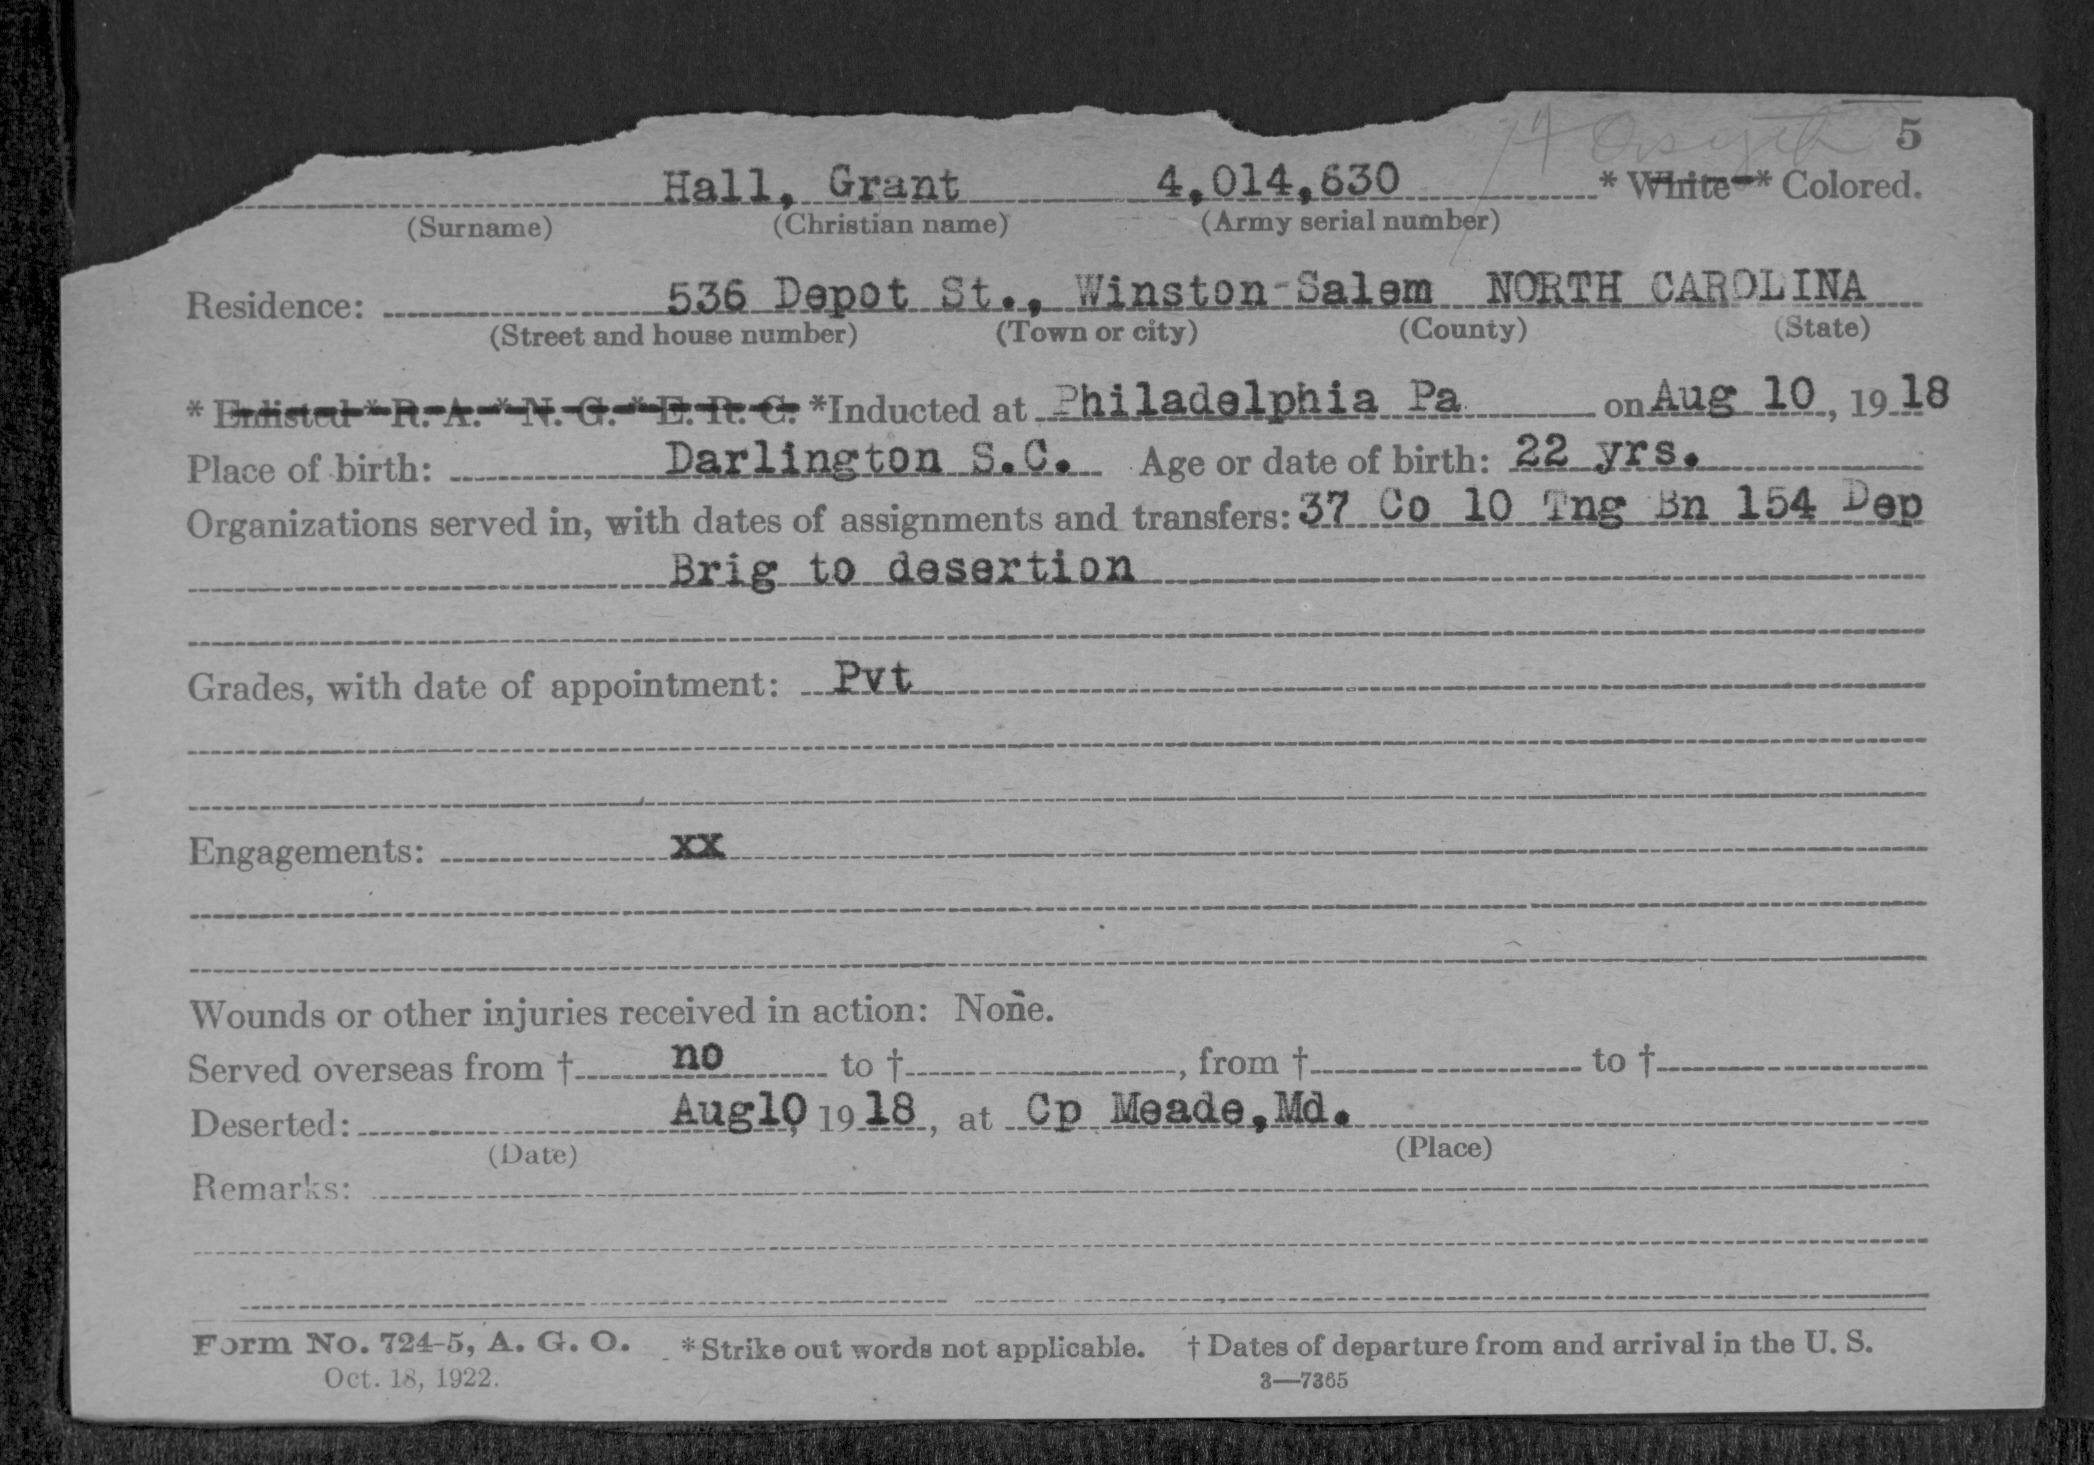 5
Hall, Grant 4,014,630 * White * Colored.
(Surname) (Christian name) (Army serial number)
Residence: 536 Depot St., Winston-Salem NORTH CAROLINA
(Street and house number) (Town or city) (County) (State)
* Enlisted * R. A. * N. G. * E. R. C. *Inducted at Philadelphia Pa on Aug 10, 1918
Place of birth: Darlington S.C. Age or date of birth: 22 yrs.
Organizations served in, with dates of assignments and transfers: 37 Co 10 Tng Bn 154 Dep
Brig to desertion
Grades, with date of appointment: Pvt
Engagements: xx
Wounds or other injuries received in action: None.
Served overseas from † no to †, from † to †
Deserted: Aug10, 1918, at Cp Meade,Md.
(Date) (Place)
Remarks:
Form No. 724-5, A. G. O. *Strike out words not applicable. † Dates of departure from and arrival in the U. S.
Oct. 18, 1922. 3—7365